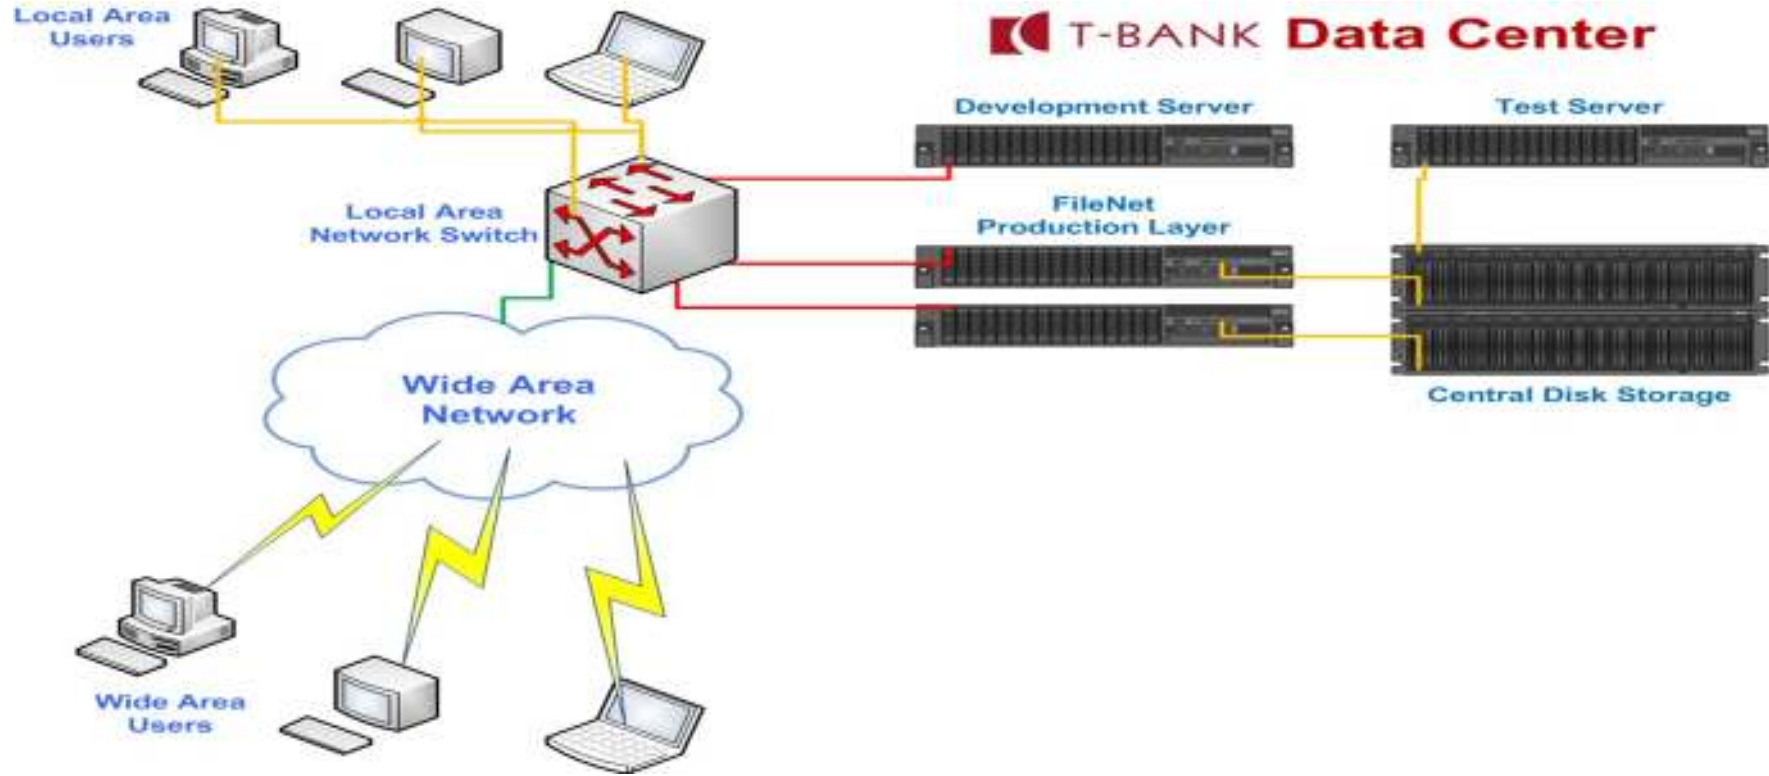 Local Area
Users
T-BANK Data Center
Development Server
Test Server
FileNet
Production Layer
Local Area
Network Switch
Wide Area
Network
Central Disk Storage
Wide Area
Users